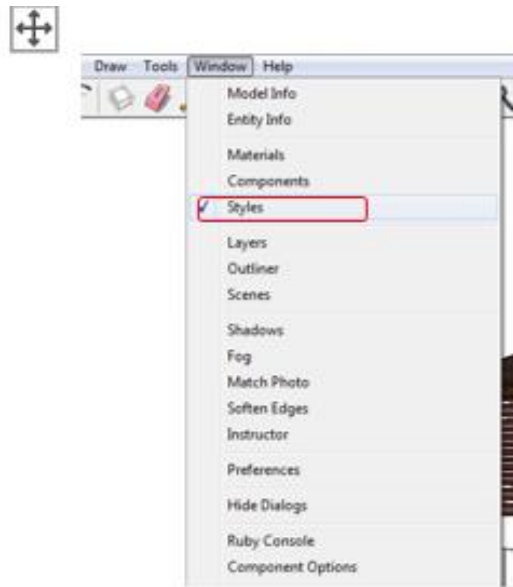 Draw Tools Window Help
Model Info
Entity Info
Materials
Components
Styles
Layers
Outliner
Scenes
Shadows
Fog
Match Photo
Soften Edges
Instructor
Preferences
Hide Dialogs
Ruby Console
Component Options